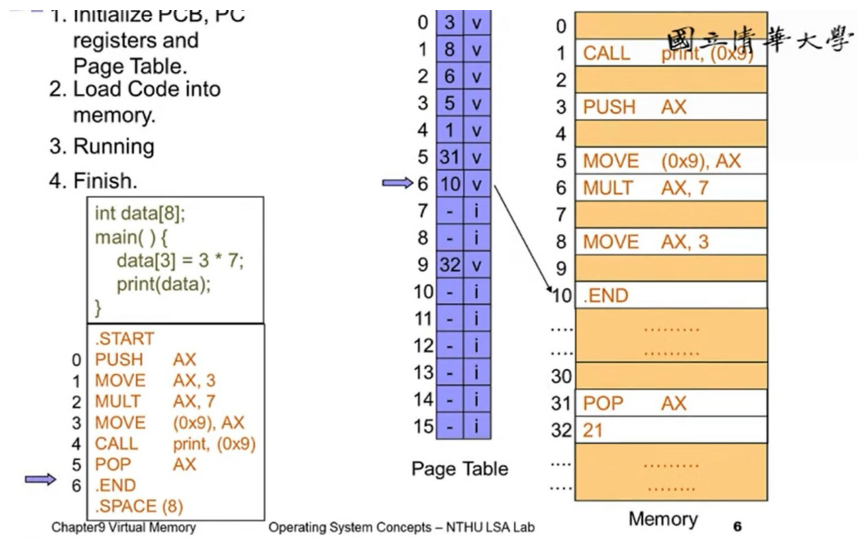 1. Initialize PCB, PC
registers and
Page Table.
2. Load Code into
memory.
3. Running
4. Finish.
int data[8];
main( ) {
data[3] = 3 * 7;
print(data);
}
.START
0 PUSH AX
1 MOVE AX, 3
2 MULT AX, 7
3 MOVE (0x9), AX
4 CALL print, (0x9)
5 POP AX
6 .END
.SPACE (8)
0 3 v
1 8 v
2 6 v
3 5 v
4 1 v
5 31 v
6 10 v
7 - i
8 - i
9 32 v
10 - i
11 - i
12 - i
13 - i
14 - i
15 - i
Page Table
國立清華大學
0
1 CALL print, (0x9)
2
3 PUSH AX
4
5 MOVE (0x9), AX
6 MULT AX, 7
7
8 MOVE AX, 3
9
10 .END
.... .........
.... .........
30
31 POP AX
32 21
.... .........
.... ........
Memory
Chapter9 Virtual Memory
Operating System Concepts – NTHU LSA Lab
6